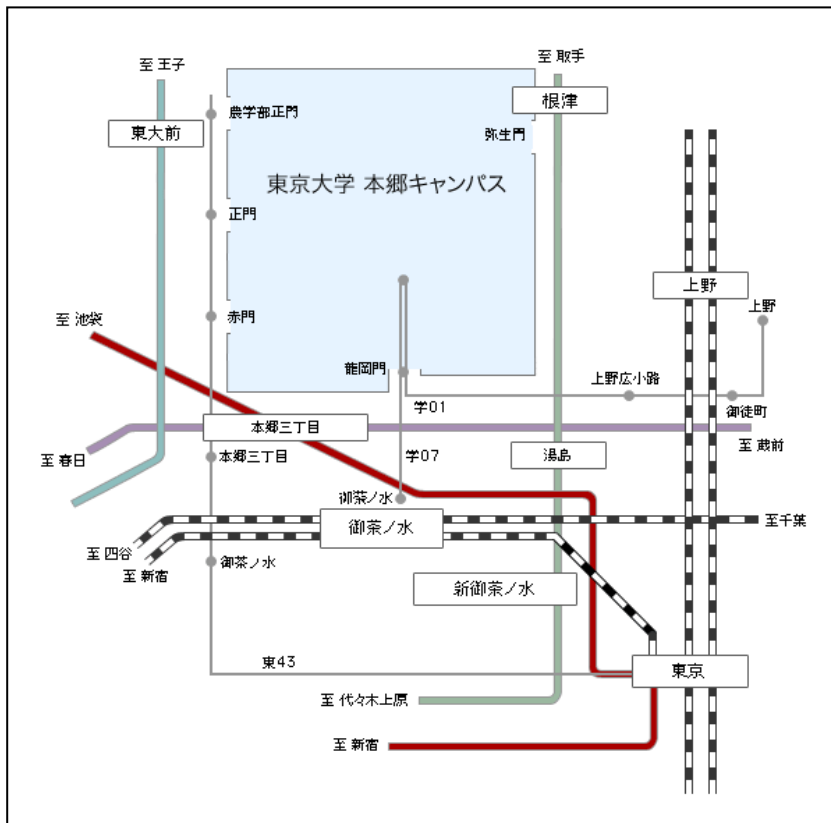 至 王子
至 取手
根津
農学部正門
東大前
弥生門
東京大学 本郷キャンパス
正門
上野
上野
至 池袋
赤門
龍岡門
上野広小路
御徒町
学01
本郷三丁目
至 春日
本郷三丁目
学07
湯島
至 蔵前
御茶ノ水
御茶ノ水
至千葉
至 四谷
至 新宿
御茶ノ水
新御茶ノ水
東43
東京
至 代々木上原
至 新宿